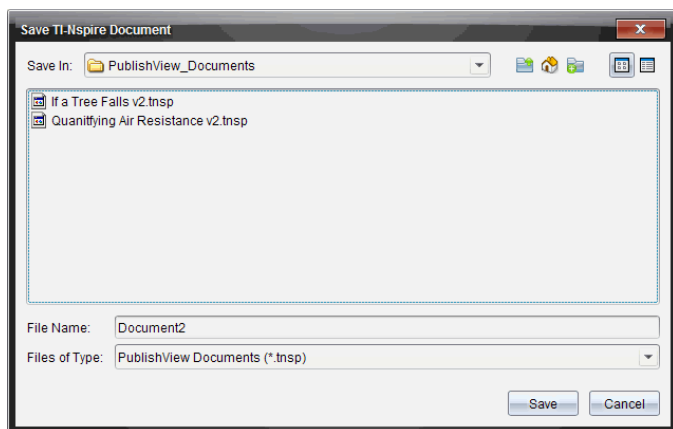 Save TI-Nspire Document
Save In: PublishView_Documents
If a Tree Falls v2.tnsp
Quanitfying Air Resistance v2.tnsp
File Name: Document2
Files of Type: PublishView Documents (*.tnsp)
Save Cancel